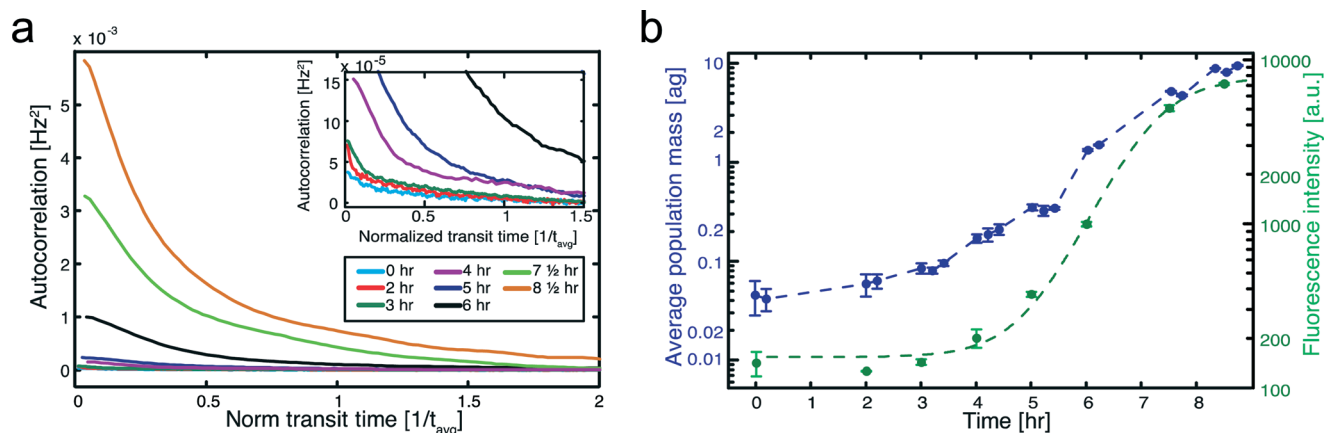 a
x 10⁻³
Autocorrelation [Hz²]
5
4
3
2
1
0
0
0.5
1
1.5
2
Norm transit time [1/t_avg]
x 10⁻⁵
Autocorrelation [Hz²]
15
10
5
0
0
0.5
1
1.5
Normalized transit time [1/t_avg]
0 hr
2 hr
3 hr
4 hr
5 hr
6 hr
7 ½ hr
8 ½ hr
b
Average population mass [ag]
10
2
1
0.2
0.1
0.02
0.01
0
1
2
3
4
5
6
7
8
Time [hr]
10000
2000
1000
200
100
Fluorescence intensity [a.u.]